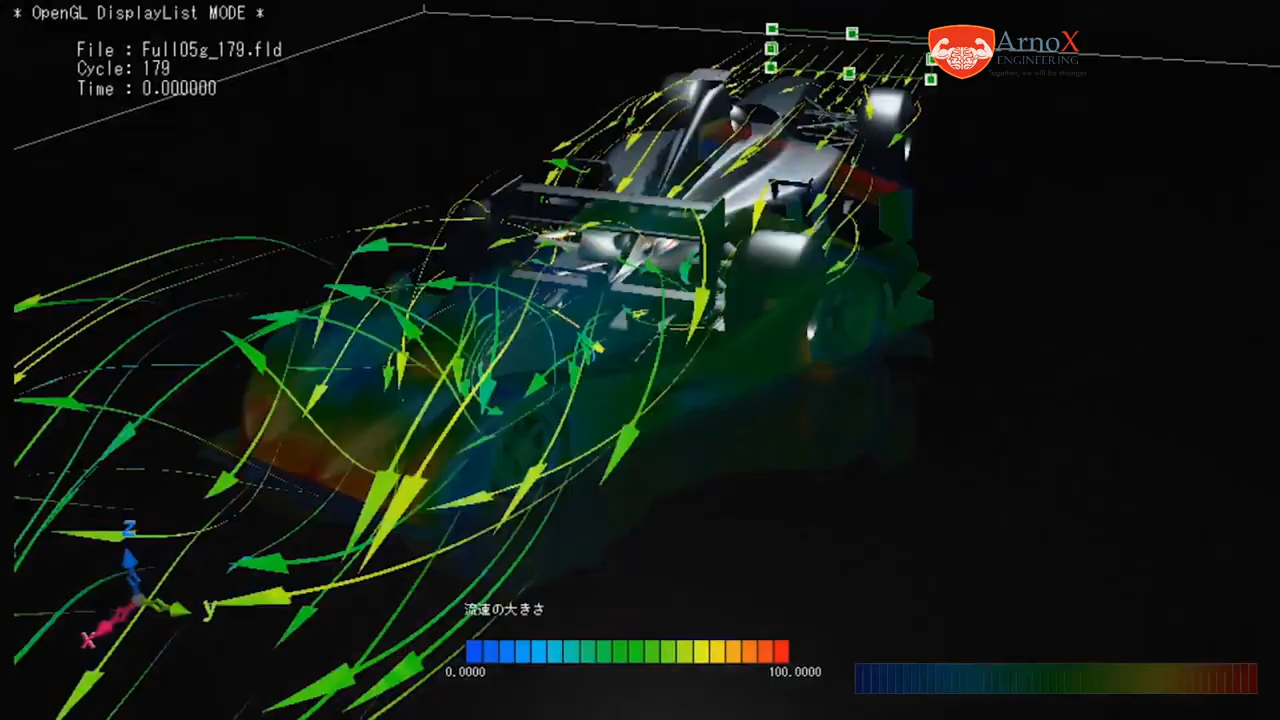 * OpenGL DisplayList MODE *
File : Full05g_179.fld
Cycle: 179
Time : 0.000000
ArnoX
ENGINEERING
Together, we will be stronger
z
y
x
流速の大きさ
0.0000
100.0000